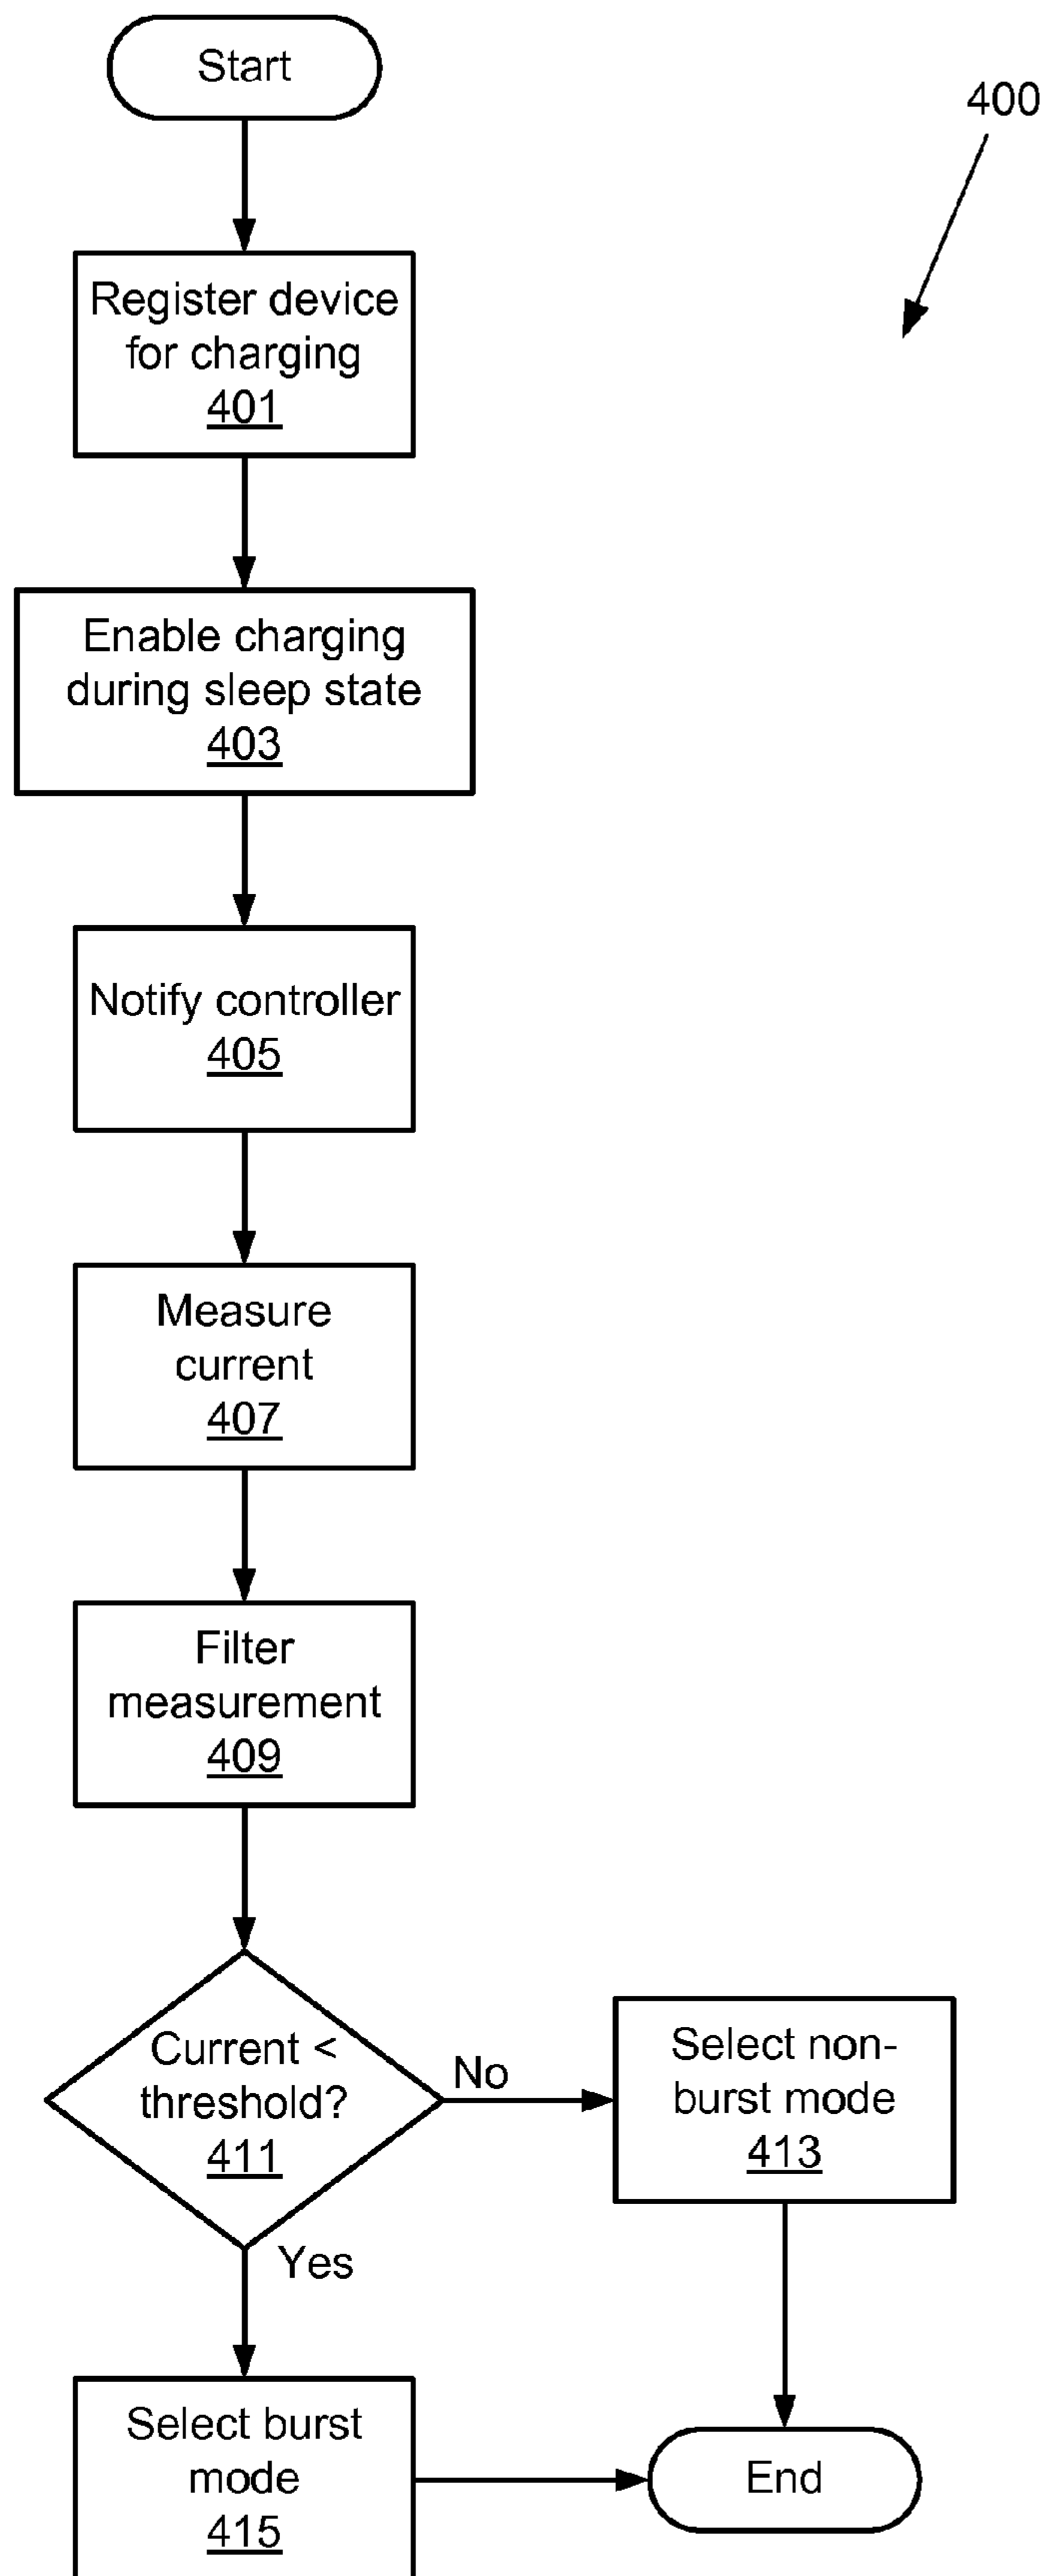 Start
400
Register device
for charging
401
Enable charging
during sleep state
403
Notify controller
405
Measure
current
407
Filter
measurement
409
Current <
threshold?
411
No
Select non-
burst mode
413
Yes
Select burst
mode
415
End